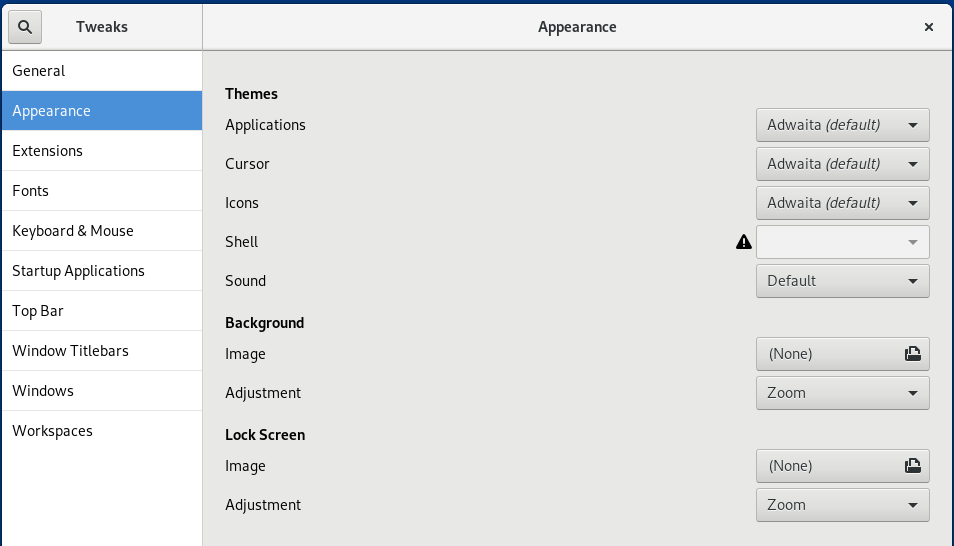 Tweaks
Appearance
General
Appearance
Extensions
Fonts
Keyboard & Mouse
Startup Applications
Top Bar
Window Titlebars
Windows
Workspaces
Themes
Applications Adwaita (default)
Cursor Adwaita (default)
Icons Adwaita (default)
Shell
Sound Default
Background
Image (None)
Adjustment Zoom
Lock Screen
Image (None)
Adjustment Zoom